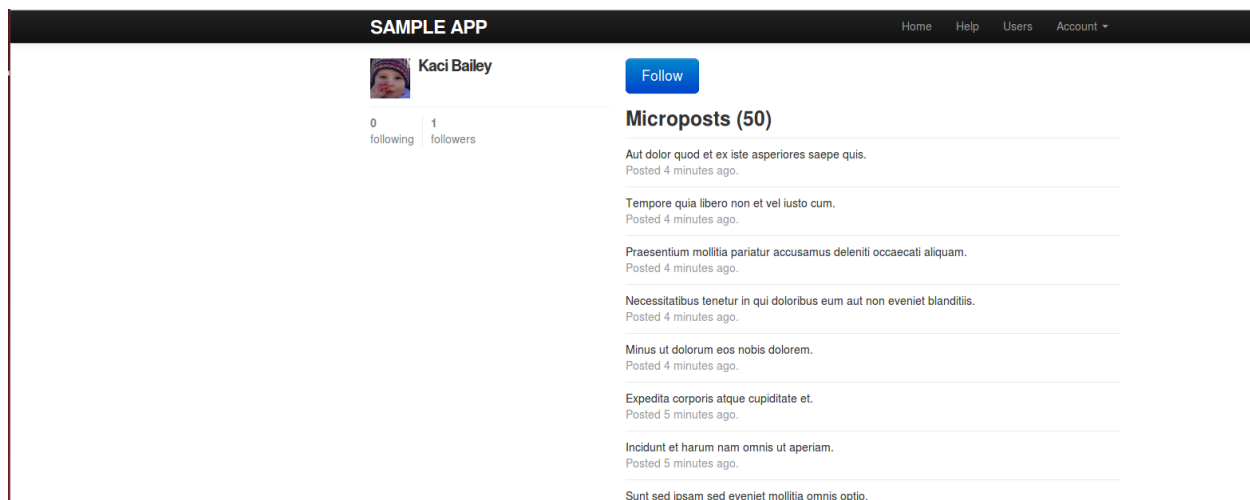 SAMPLE APP
Home Help Users Account
Kaci Bailey
0 1
following followers
Follow
Microposts (50)
Aut dolor quod et ex iste asperiores saepe quis.
Posted 4 minutes ago.
Tempore quia libero non et vel iusto cum.
Posted 4 minutes ago.
Praesentium mollitia pariatur accusamus deleniti occaecati aliquam.
Posted 4 minutes ago.
Necessitatibus tenetur in qui doloribus eum aut non eveniet blanditiis.
Posted 4 minutes ago.
Minus ut dolorum eos nobis dolorem.
Posted 4 minutes ago.
Expedita corporis atque cupiditate et.
Posted 5 minutes ago.
Incidunt et harum nam omnis ut aperiam.
Posted 5 minutes ago.
Sunt sed ipsam sed eveniet mollitia omnis optio.